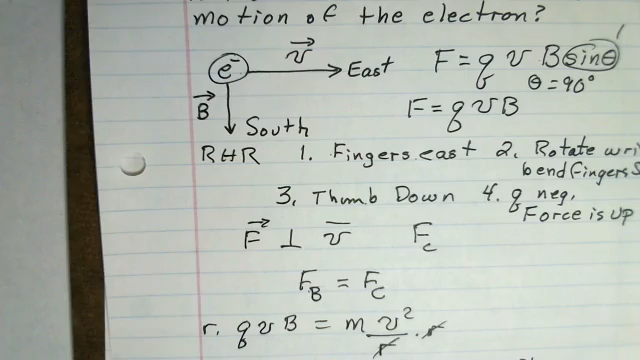 motion of the electron?
v
e⁻ East F = q v B sinθ 1
θ = 90°
B
F = q v B
South
RHR 1. Fingers east 2. Rotate
bend fingers S
3. Thumb Down 4. q neg,
Force is up
F ⊥ v F_c
F_B = F_c
r. q v B = m v²/r · r